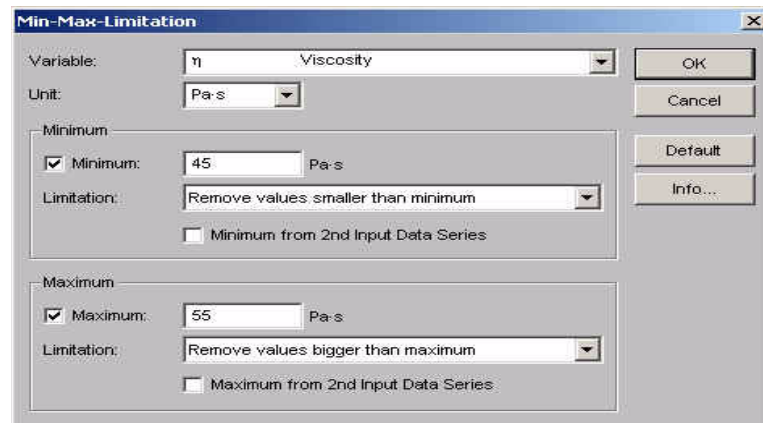 Min-Max-Limitation
Variable: η Viscosity OK
Unit: Pa·s Cancel
Minimum Default
Minimum: 45 Pa·s Info...
Limitation: Remove values smaller than minimum
Minimum from 2nd Input Data Series
Maximum
Maximum: 55 Pa·s
Limitation: Remove values bigger than maximum
Maximum from 2nd Input Data Series